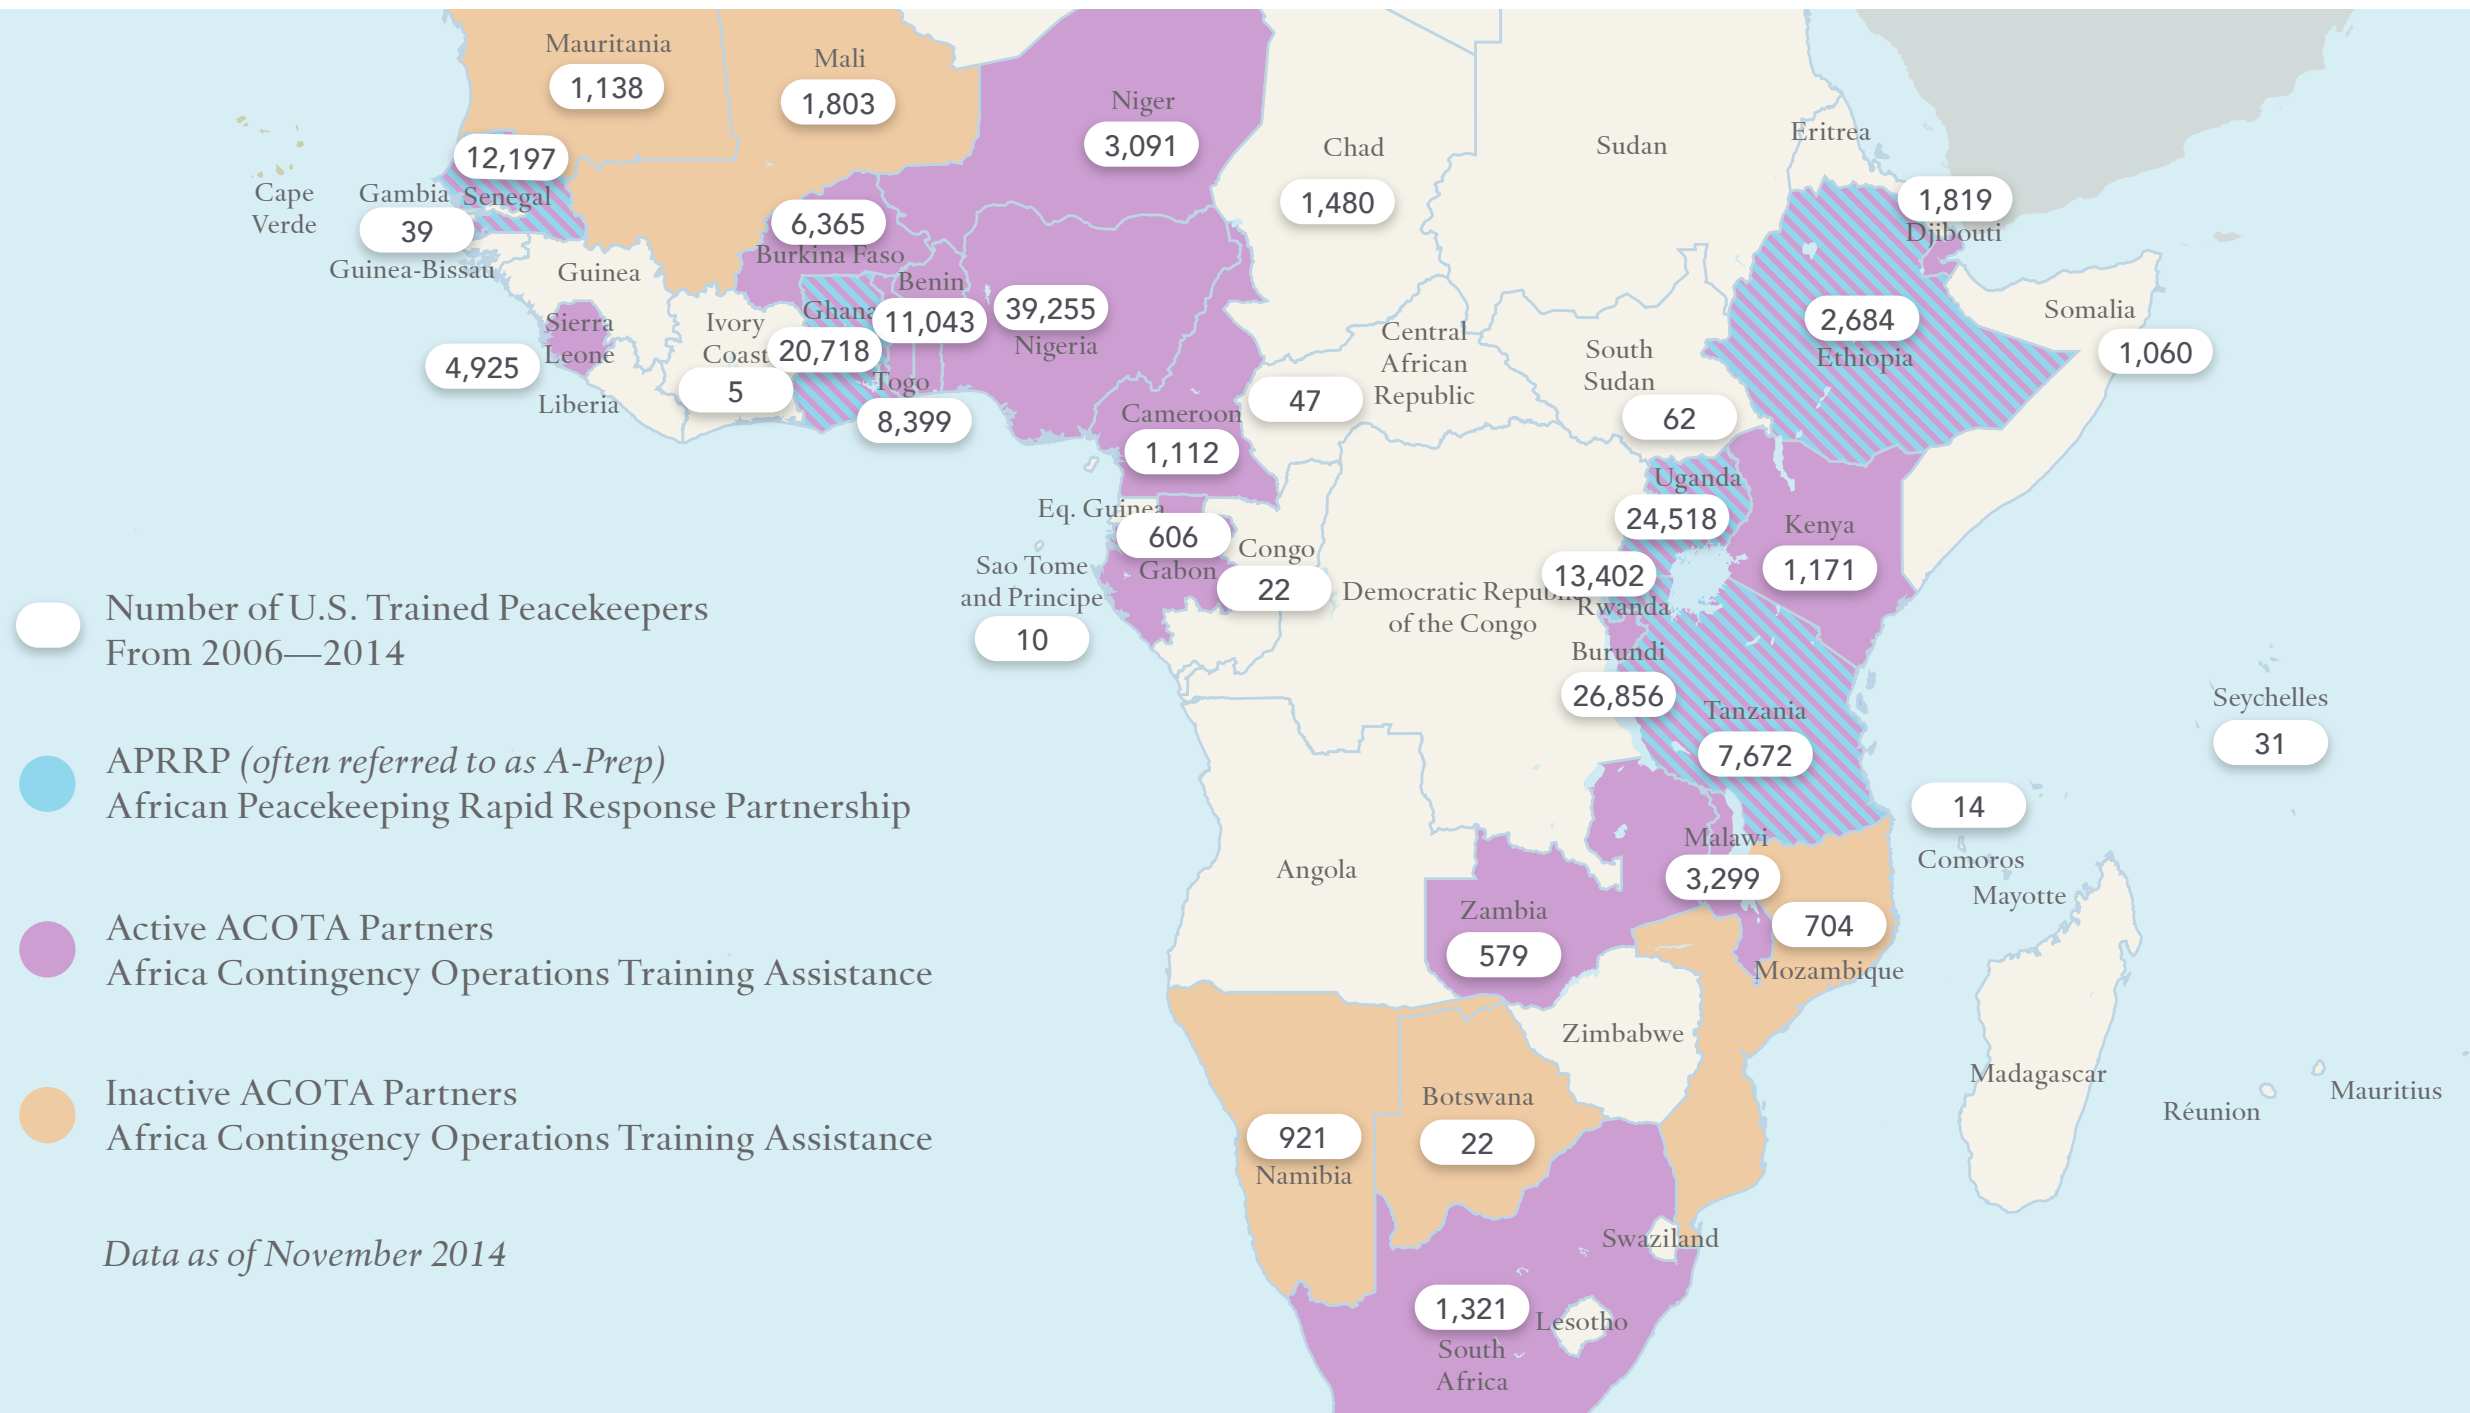 Mauritania
1,138
Mali
1,803
Niger
3,091
Chad
1,480
Sudan
Eritrea
12,197
Senegal
Cape
Verde
Gambia
39
Guinea-Bissau
Guinea
6,365
Burkina Faso
Benin
11,043
39,255
Nigeria
1,819
Djibouti
2,684
Ethiopia
Somalia
1,060
Sierra
Leone
4,925
Liberia
Ivory
Coast
5
Ghana
20,718
Togo
8,399
Central
African
Republic
47
South
Sudan
62
Cameroon
1,112
Eq. Guinea
606
Gabon
Congo
22
Sao Tome
and Principe
10
Democratic Republic
of the Congo
Uganda
24,518
Kenya
1,171
13,402
Rwanda
Burundi
26,856
Tanzania
7,672
Seychelles
31
14
Comoros
Mayotte
Angola
Malawi
3,299
Zambia
579
704
Mozambique
Zimbabwe
Madagascar
Réunion
Mauritius
Botswana
22
921
Namibia
Swaziland
1,321
South
Africa
Lesotho
Number of U.S. Trained Peacekeepers
From 2006—2014
APRRP (often referred to as A-Prep)
African Peacekeeping Rapid Response Partnership
Active ACOTA Partners
Africa Contingency Operations Training Assistance
Inactive ACOTA Partners
Africa Contingency Operations Training Assistance
Data as of November 2014